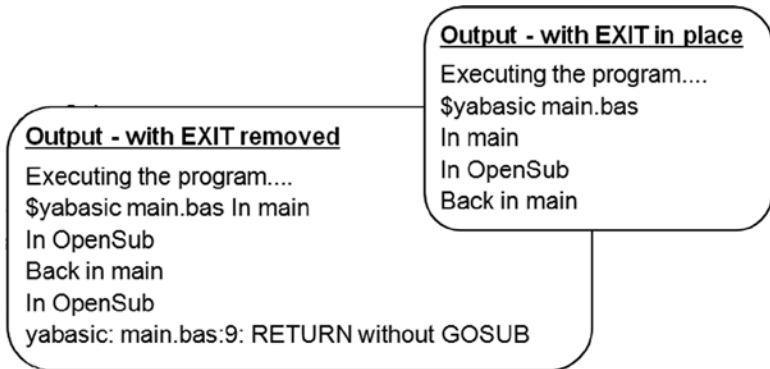 Output - with EXIT in place
Executing the program....
$yabasic main.bas
In main
In OpenSub
Back in main
Output - with EXIT removed
Executing the program....
$yabasic main.bas In main
In OpenSub
Back in main
In OpenSub
yabasic: main.bas:9: RETURN without GOSUB